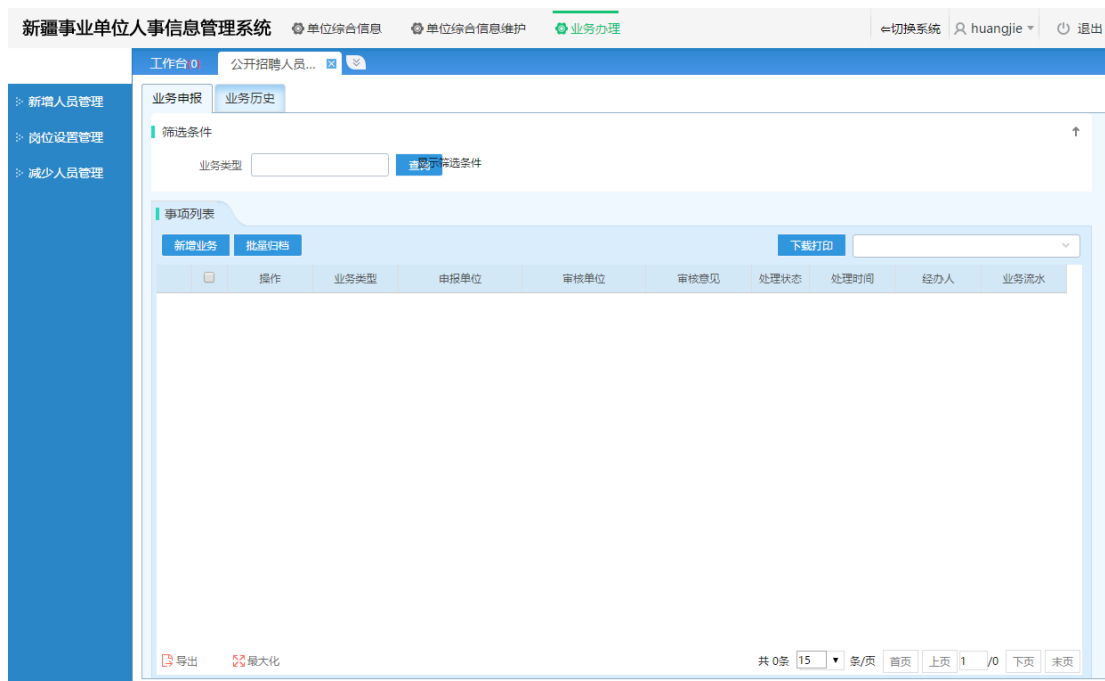 新疆事业单位人事信息管理系统 单位综合信息 单位综合信息维护 业务办理 ⇐切换系统 huangjie 退出
工作台(0) 公开招聘人员...
新增人员管理
岗位设置管理
减少人员管理
业务申报 业务历史
筛选条件
业务类型 查询 显示筛选条件
事项列表
新增业务 批量归档 下载打印
操作 业务类型 申报单位 审核单位 审核意见 处理状态 处理时间 经办人 业务流水
导出 最大化 共 0条 15 条/页 首页 上页 1 /0 下页 末页